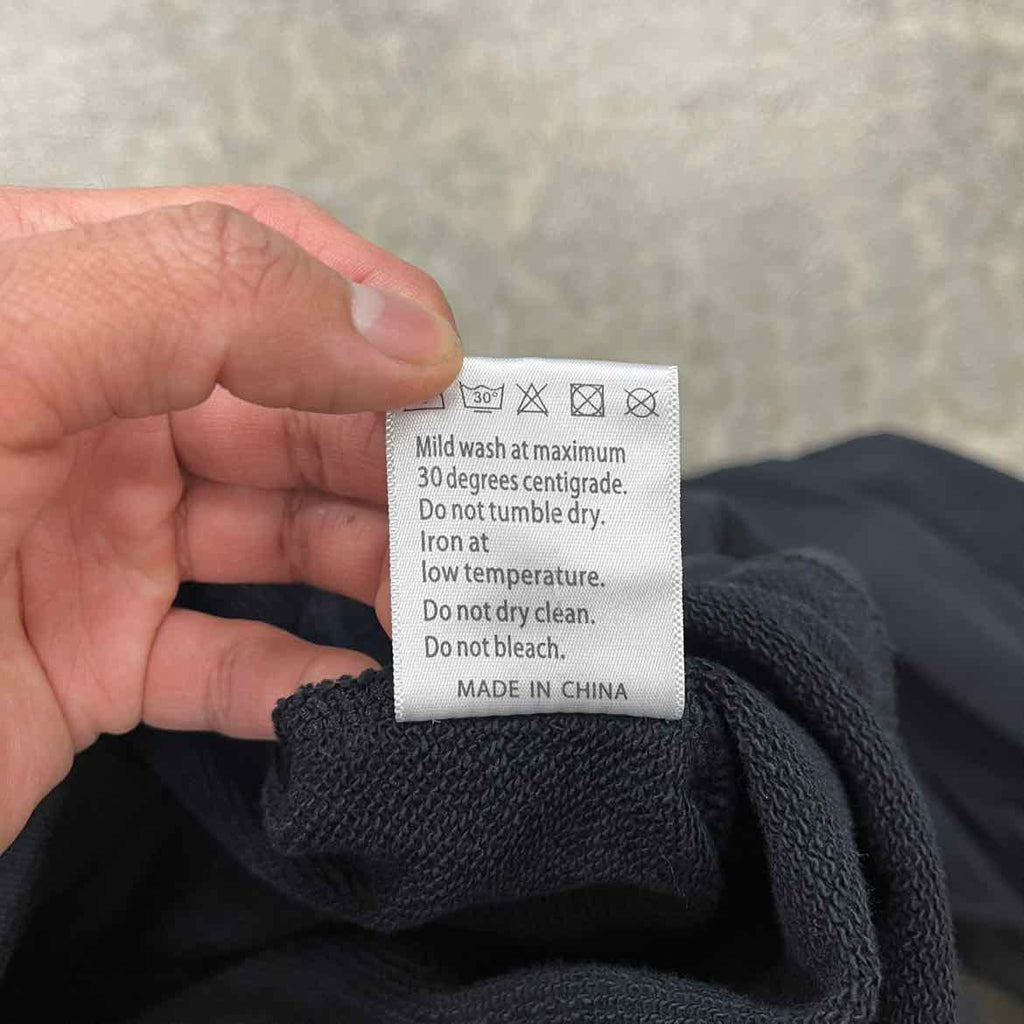 30°
Mild wash at maximum
30 degrees centigrade.
Do not tumble dry.
Iron at
low temperature.
Do not dry clean.
Do not bleach.
MADE IN CHINA